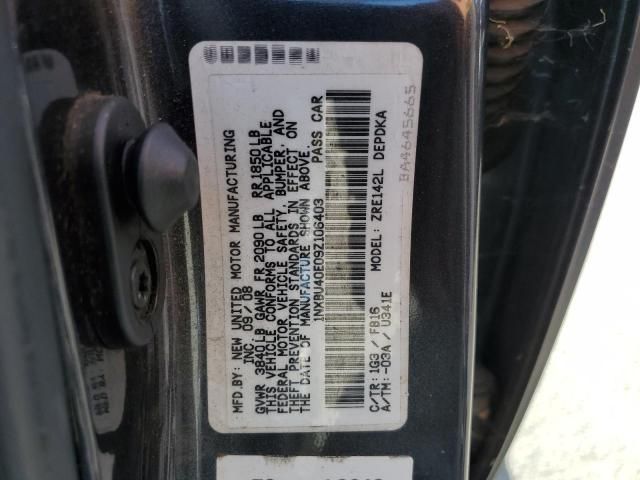 MFD.BY: NEW UNITED MOTOR MANUFACTURING
INC. 09/08
GVWR 3840LB GAWR FR 2090LB RR 1850LB
THIS VEHICLE CONFORMS TO ALL APPLICABLE
FEDERAL MOTOR VEHICLE SAFETY, BUMPER, AND
THEFT PREVENTION STANDARDS IN EFFECT ON
THE DATE OF MANUFACTURE SHOWN ABOVE.
1NXBU40E09Z106403 PASS CAR
C/TR: 1G3 / FB16 MODEL: ZRE142L DEPDKA
A/TM: -03A / U341E
BA4645665